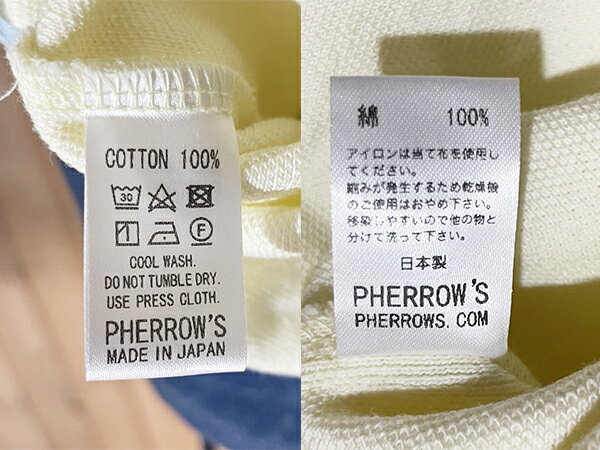 COTTON 100%
30
F
COOL WASH.
DO NOT TUMBLE DRY.
USE PRESS CLOTH.
PHERROW'S
MADE IN JAPAN
綿 100%
アイロンは当て布を使用し
てください。
縮みが発生するため乾燥機
のご使用はおやめ下さい。
移染しやすいので他の物と
分けて洗って下さい。
日本製
PHERROW'S
PHERROWS. COM